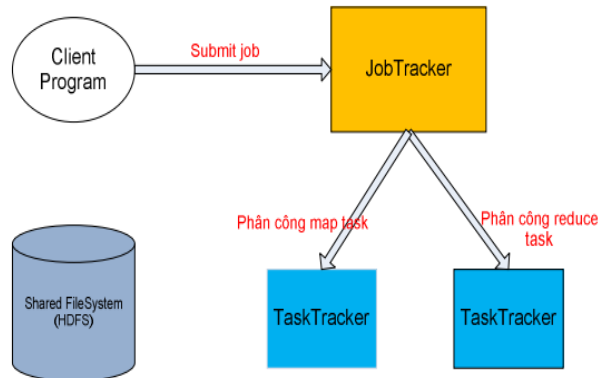 Client
Program
Submit job
JobTracker
Phân công map task
Phân công reduce
task
Shared FileSystem
(HDFS)
TaskTracker
TaskTracker